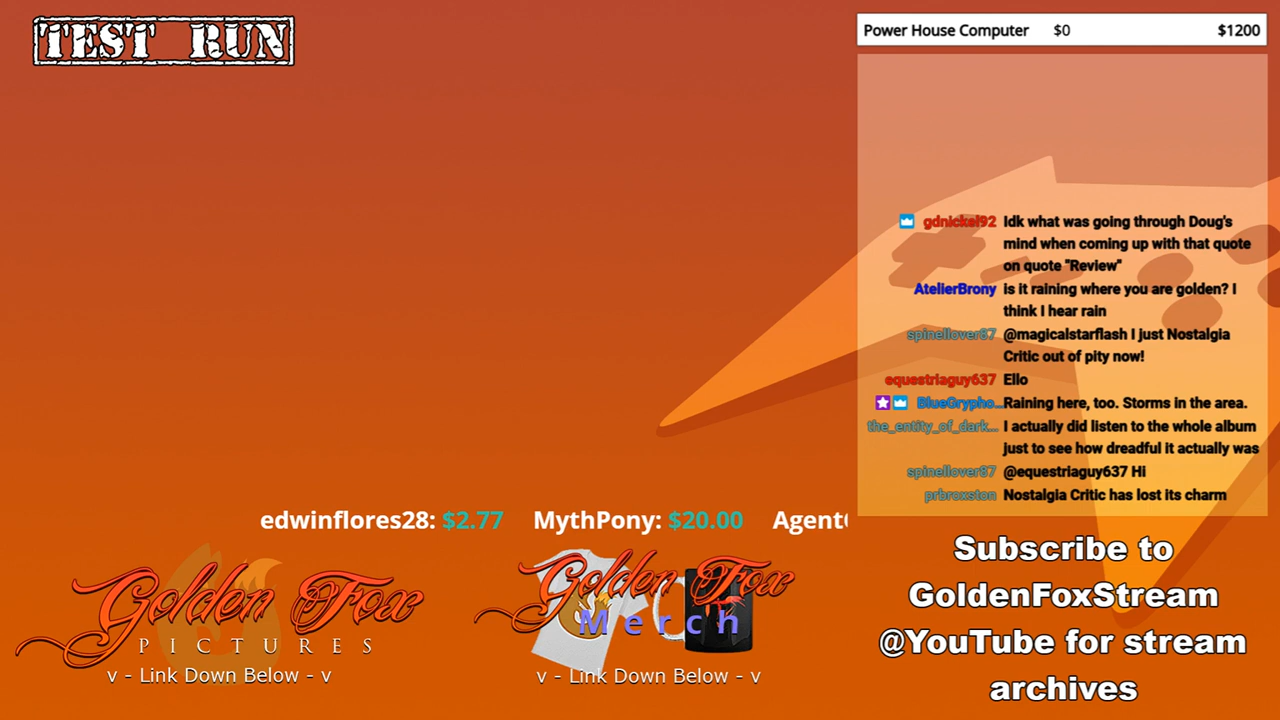 TEST RUN
Power House Computer $0 $1200
gdnickel92 Idk what was going through Doug's
mind when coming up with that quote
on quote "Review"
AtelierBrony is it raining where you are golden? I
think I hear rain
spinellover87 @magicalstarflash I just Nostalgia
Critic out of pity now!
equestriaguy637 Ello
BlueGrypho... Raining here, too. Storms in the area.
the_entity_of_dark... I actually did listen to the whole album
just to see how dreadful it actually was
spinellover87 @equestriaguy637 Hi
prbroxston Nostalgia Critic has lost its charm
edwinflores28: $2.77 MythPony: $20.00 Agent
Golden Fox
PICTURES
v - Link Down Below - v
Golden Fox
Merch
v - Link Down Below - v
Subscribe to
GoldenFoxStream
@YouTube for stream
archives